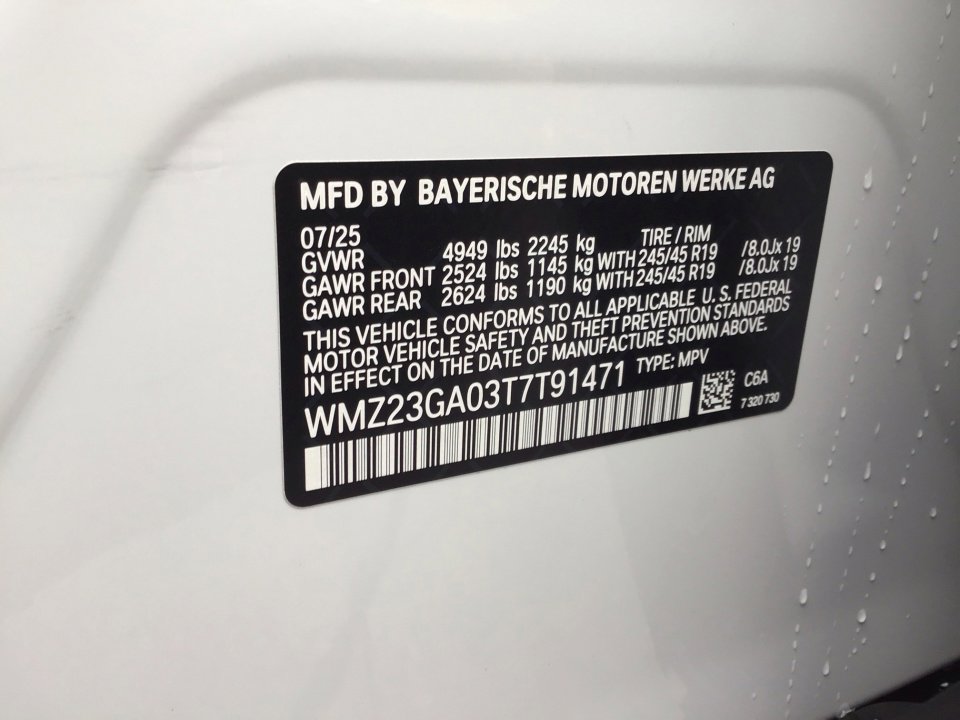 MFD BY BAYERISCHE MOTOREN WERKE AG
07/25 TIRE / RIM
GVWR 4949 lbs 2245 kg
GAWR FRONT 2524 lbs 1145 kg WITH 245/45 R19 /8.0Jx 19
GAWR REAR 2624 lbs 1190 kg WITH 245/45 R19 /8.0Jx 19
THIS VEHICLE CONFORMS TO ALL APPLICABLE U. S. FEDERAL
MOTOR VEHICLE SAFETY AND THEFT PREVENTION STANDARDS
IN EFFECT ON THE DATE OF MANUFACTURE SHOWN ABOVE.
WMZ23GA03T7T91471 TYPE: MPV
C6A
7 320 730